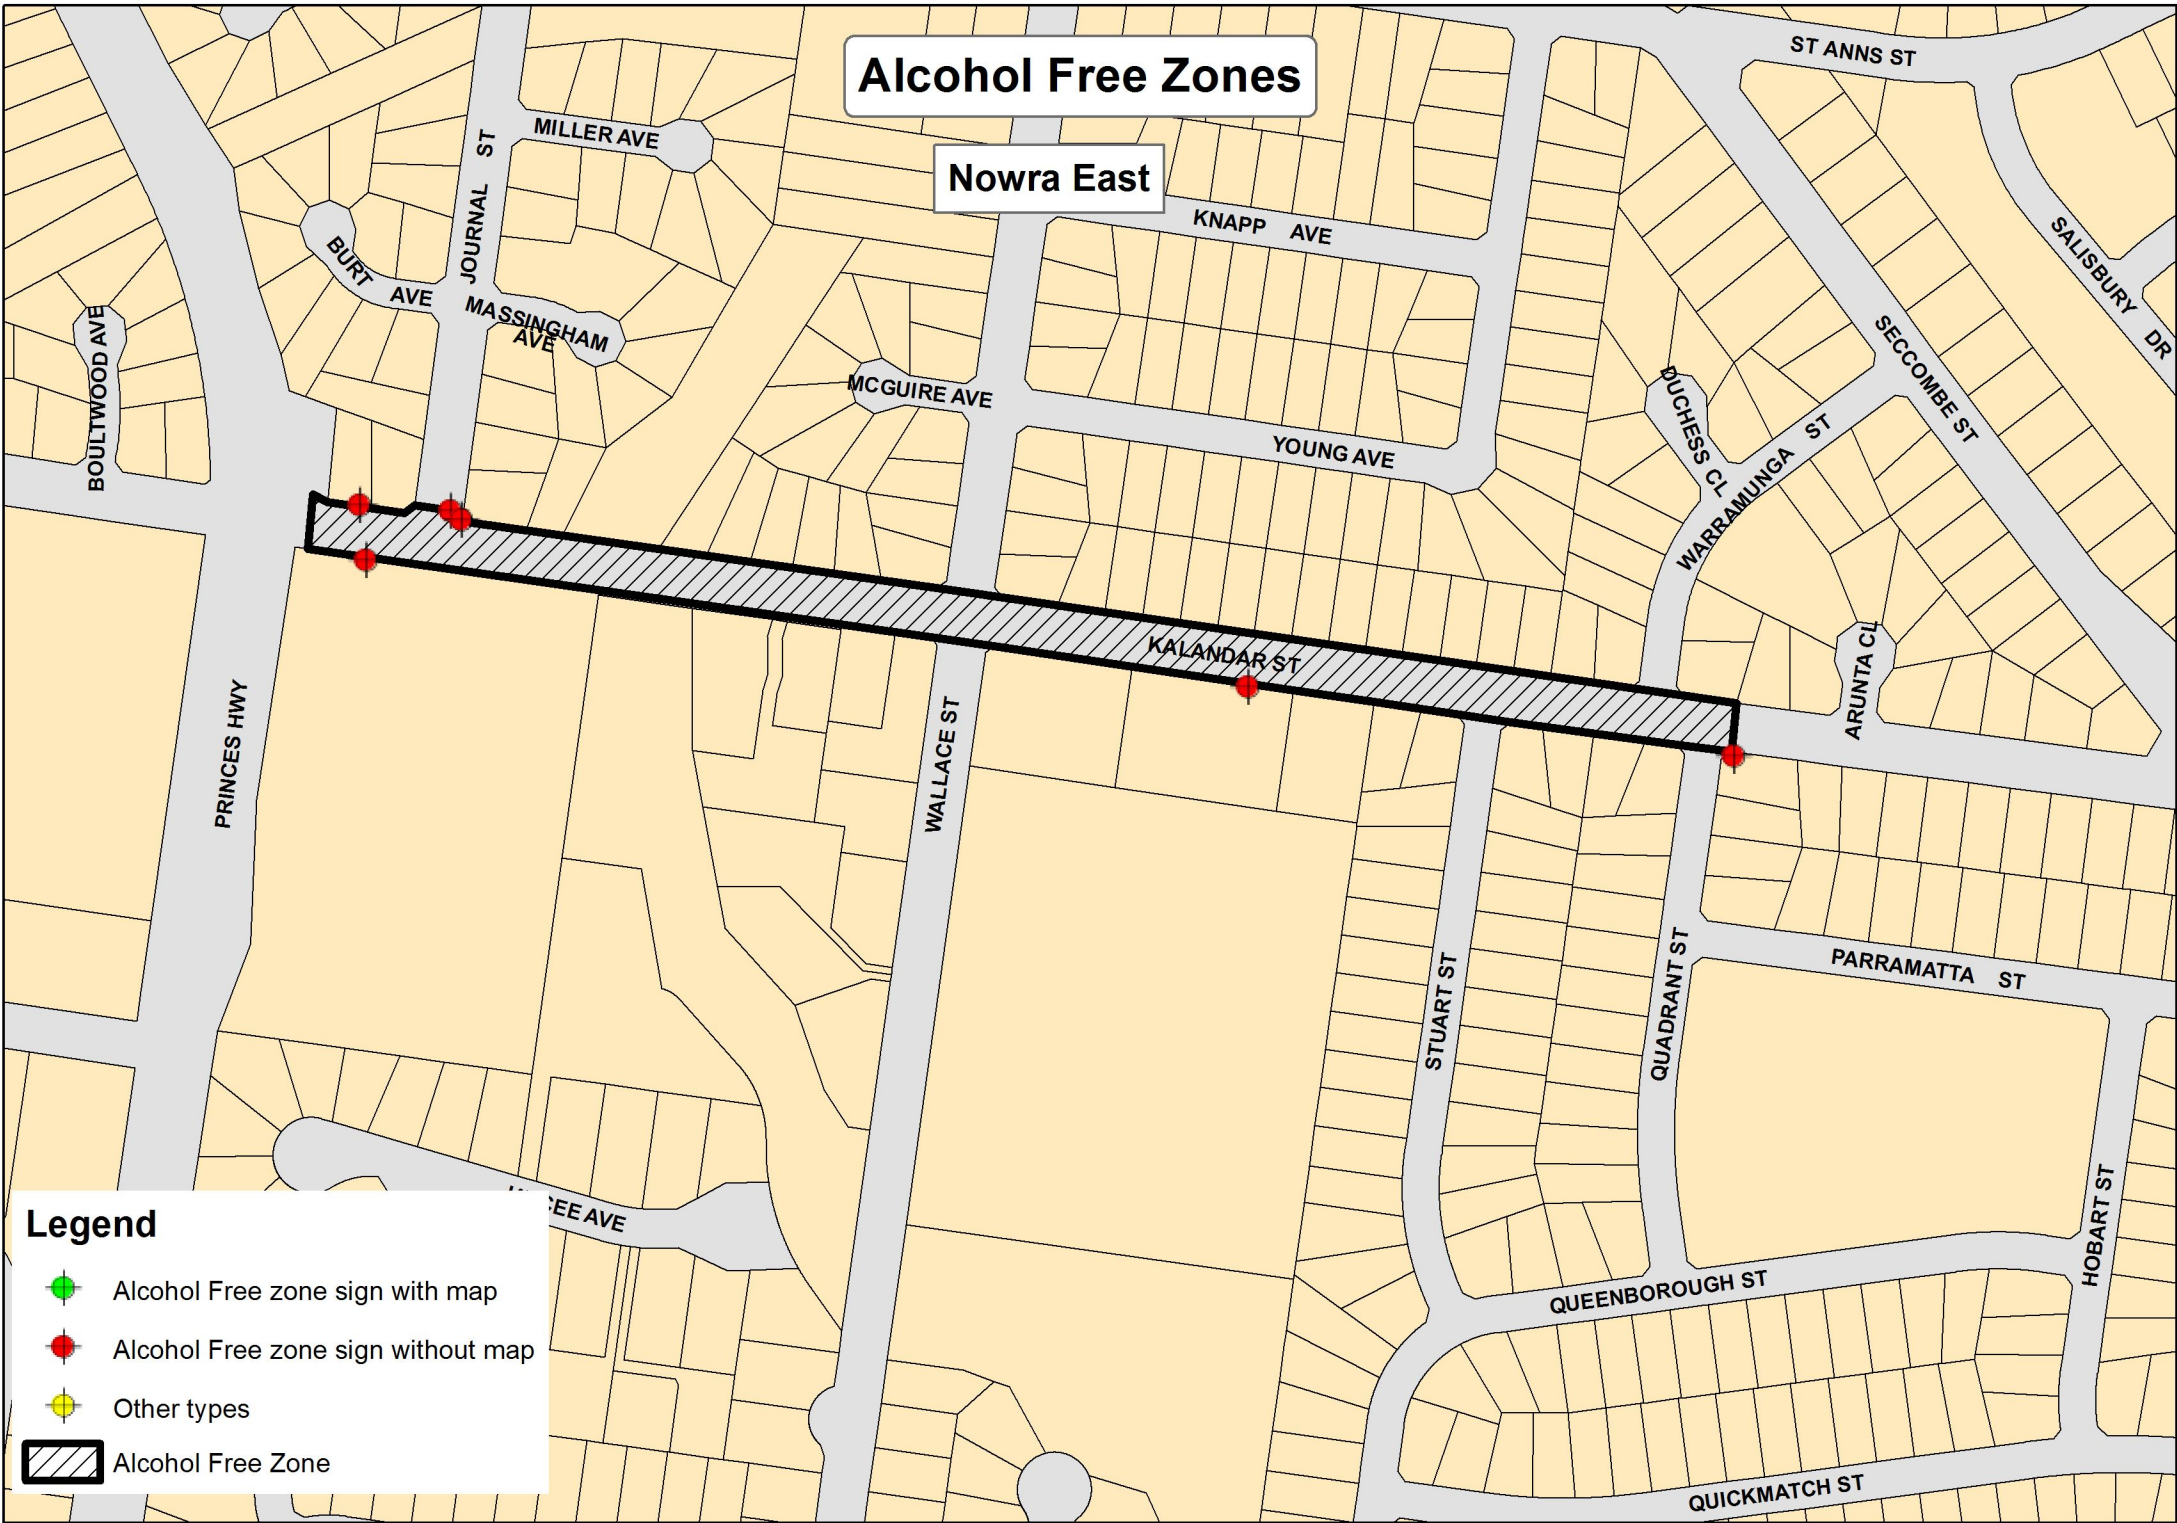 Alcohol Free Zones
Nowra East
ST ANNS ST
MILLER AVE
JOURNAL ST
KNAPP AVE
SALISBURY DR
BURT AVE
MASSINGHAM
AVE
BOULTWOOD AVE
MCGUIRE AVE
SECCOMBE ST
DUCHESS CL
YOUNG AVE
WARRAMUNGA ST
KALANDAR ST
ARUNTA CL
PRINCES HWY
WALLACE ST
STUART ST
QUADRANT ST
PARRAMATTA ST
HOBART ST
CEE AVE
QUEENBOROUGH ST
QUICKMATCH ST
Legend
Alcohol Free zone sign with map
Alcohol Free zone sign without map
Other types
Alcohol Free Zone